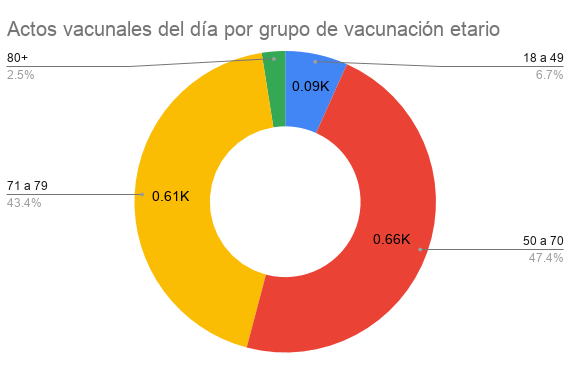 Actos vacunales del día por grupo de vacunación etario
80+
2.5%
18 a 49
6.7%
0.09K
71 a 79
43.4%
0.61K
0.66K
50 a 70
47.4%